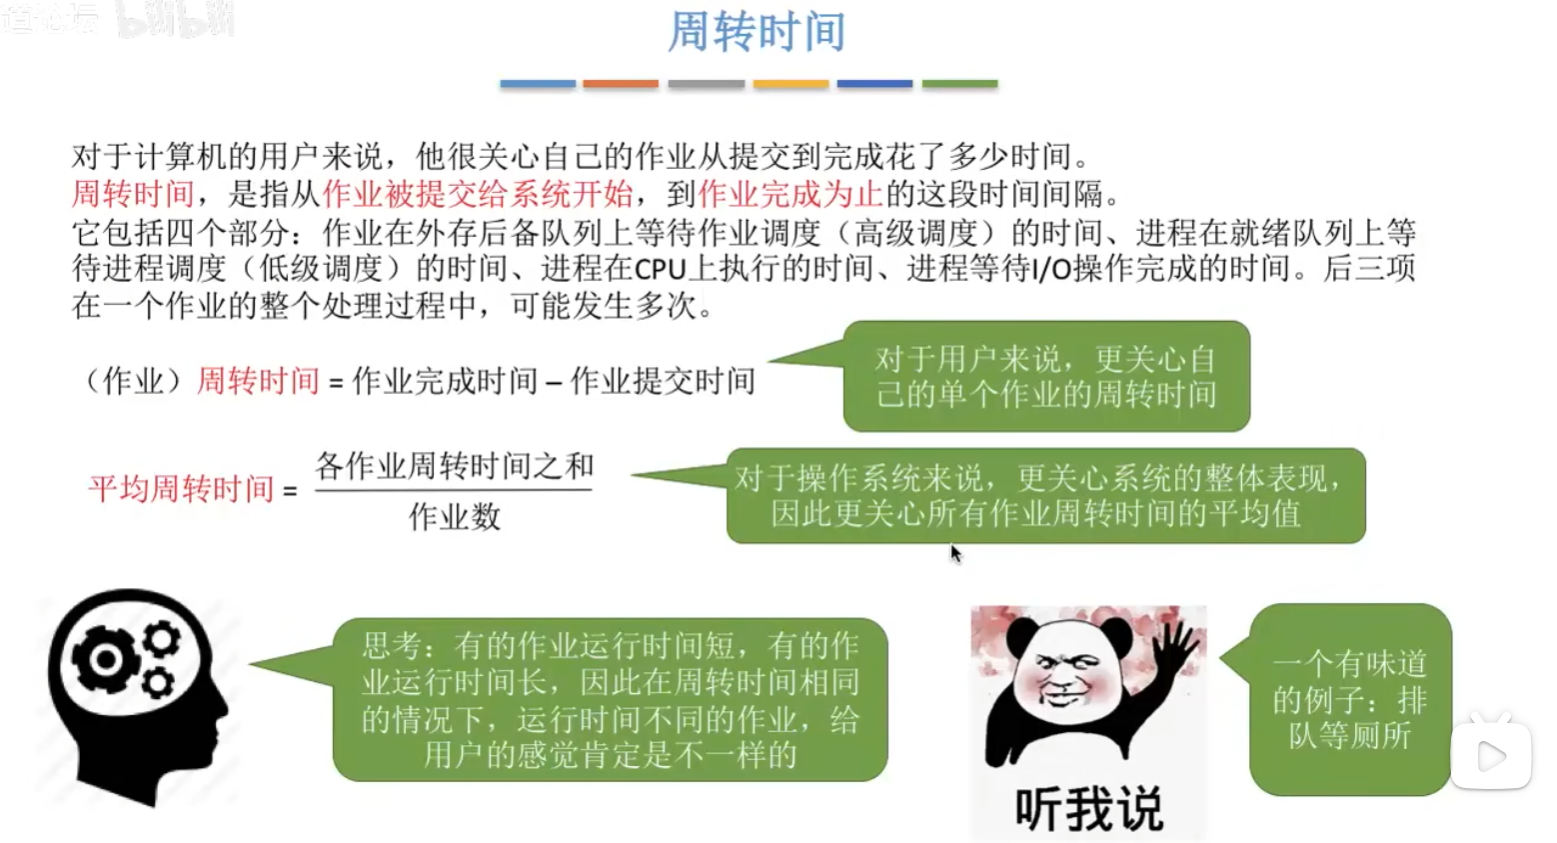 道论坛 bilibili
周转时间
对于计算机的用户来说，他很关心自己的作业从提交到完成花了多少时间。
周转时间，是指从作业被提交给系统开始，到作业完成为止的这段时间间隔。
它包括四个部分：作业在外存后备队列上等待作业调度（高级调度）的时间、进程在就绪队列上等
待进程调度（低级调度）的时间、进程在CPU上执行的时间、进程等待I/O操作完成的时间。后三项
在一个作业的整个处理过程中，可能发生多次。
（作业）周转时间 = 作业完成时间 – 作业提交时间
对于用户来说，更关心自
己的单个作业的周转时间
平均周转时间 =
各作业周转时间之和
作业数
对于操作系统来说，更关心系统的整体表现，
因此更关心所有作业周转时间的平均值
思考：有的作业运行时间短，有的作
业运行时间长，因此在周转时间相同
的情况下，运行时间不同的作业，给
用户的感觉肯定是不一样的
听我说
一个有味道
的例子：排
队等厕所